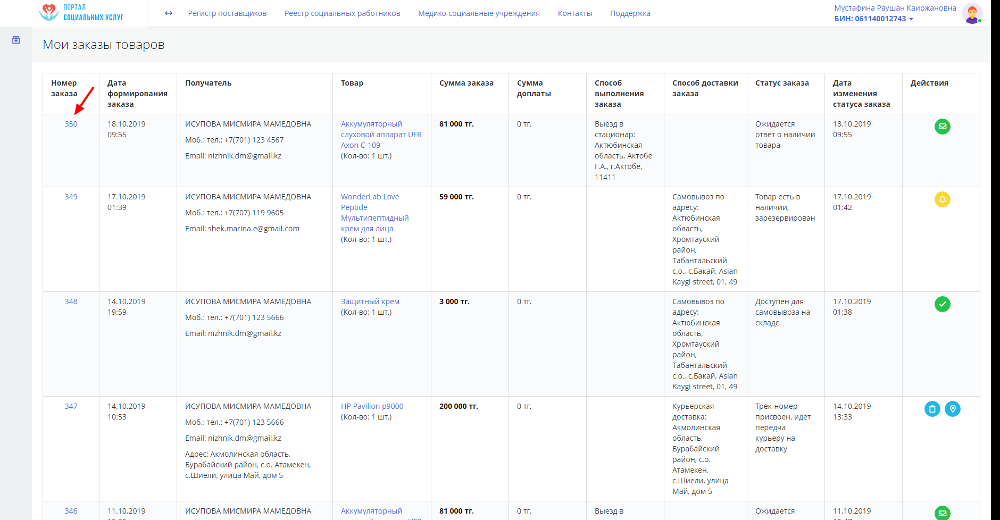 ПОРТАЛ
СОЦИАЛЬНЫХ УСЛУГ
Регистр поставщиков
Реестр социальных работников
Медико-социальные учреждения
Контакты
Поддержка
Мустафина Раушан Каиржановна
БИН: 061140012743
Мои заказы товаров
Номер
заказа
Дата
формирования
заказа
Получатель
Товар
Сумма заказа
Сумма
доплаты
Способ
выполнения
заказа
Способ доставки
заказа
Статус заказа
Дата
изменения
статуса заказа
Действия
350
18.10.2019
09:55
ИСУПОВА МИСМИРА МАМЕДОВНА
Моб.: тел.: +7(701) 123 4567
Email: nizhnik.dm@gmail.kz
Аккумуляторный
слуховой аппарат UFR
Axon C-109
(Кол-во: 1 шт.)
81 000 тг.
0 тг.
Выезд в
стационар:
Актюбинская
область, Актобе
Г.А., г.Актобе,
11411
Ожидается
ответ о наличии
товара
18.10.2019
09:55
349
17.10.2019
01:39
ИСУПОВА МИСМИРА МАМЕДОВНА
Моб.: тел.: +7(707) 119 9605
Email: shek.marina.e@gmail.com
WonderLab Love
Peptide
Мультипептидный
крем для лица
(Кол-во: 1 шт.)
59 000 тг.
0 тг.
Самовывоз по
адресу:
Актюбинская
область,
Хромтауский
район,
Табантальский
с.о., с.Бакай, Asian
Kaygi street, 01, 49
Товар есть в
наличии,
зарезервирован
17.10.2019
01:42
348
14.10.2019
19:59
ИСУПОВА МИСМИРА МАМЕДОВНА
Моб.: тел.: +7(701) 123 5666
Email: nizhnik.dm@gmail.kz
Защитный крем
(Кол-во: 1 шт.)
3 000 тг.
0 тг.
Самовывоз по
адресу:
Актюбинская
область,
Хромтауский
район,
Табантальский
с.о., с.Бакай, Asian
Kaygi street, 01, 49
Доступен для
самовывоза на
складе
17.10.2019
01:38
347
14.10.2019
10:53
ИСУПОВА МИСМИРА МАМЕДОВНА
Моб.: тел.: +7(701) 123 5666
Email: nizhnik.dm@gmail.kz
Адрес: Акмолинская область,
Бурабайский район, с.о. Атамекен,
с.Шиели, улица Май, дом 5
HP Pavilion p9000
(Кол-во: 1 шт.)
200 000 тг.
0 тг.
Курьерская
доставка:
Акмолинская
область,
Бурабайский
район, с.о.
Атамекен,
с.Шиели, улица
Май, дом 5
Трек-номер
присвоен, идет
передча
курьеру на
доставку
14.10.2019
13:33
346
11.10.2019
ИСУПОВА МИСМИРА МАМЕДОВНА
Аккумуляторный
81 000 тг.
0 тг.
Выезд в
Ожидается
11.10.2019